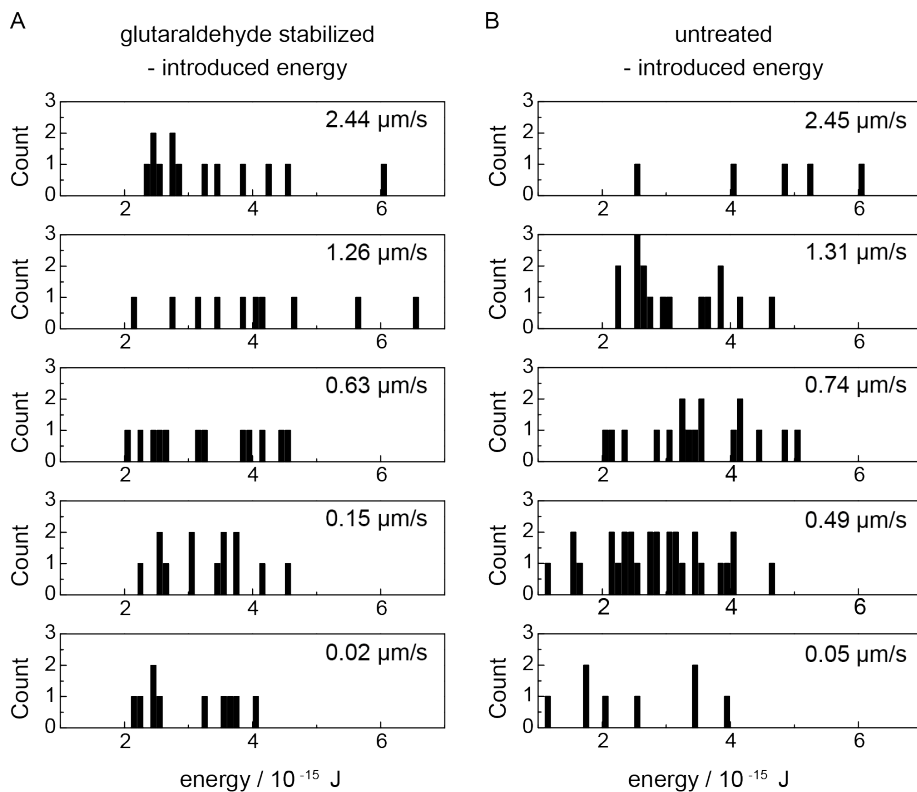 A
glutaraldehyde stabilized
- introduced energy
3
2
1
0
Count
2.44 µm/s
2 4 6
3
2
1
0
Count
1.26 µm/s
2 4 6
3
2
1
0
Count
0.63 µm/s
2 4 6
3
2
1
0
Count
0.15 µm/s
2 4 6
3
2
1
0
Count
0.02 µm/s
2 4 6
energy / 10 -15 J
B
untreated
- introduced energy
3
2
1
0
Count
2.45 µm/s
2 4 6
3
2
1
0
Count
1.31 µm/s
2 4 6
3
2
1
0
Count
0.74 µm/s
2 4 6
3
2
1
0
Count
0.49 µm/s
2 4 6
3
2
1
0
Count
0.05 µm/s
2 4 6
energy / 10 -15 J